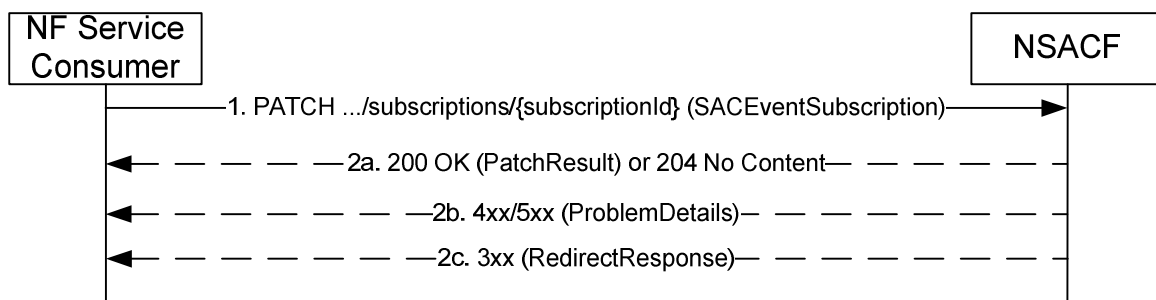 NF Service
Consumer
NSACF
1. PATCH .../subscriptions/{subscriptionId} (SACEventSubscription)
2a. 200 OK (PatchResult) or 204 No Content
2b. 4xx/5xx (ProblemDetails)
2c. 3xx (RedirectResponse)